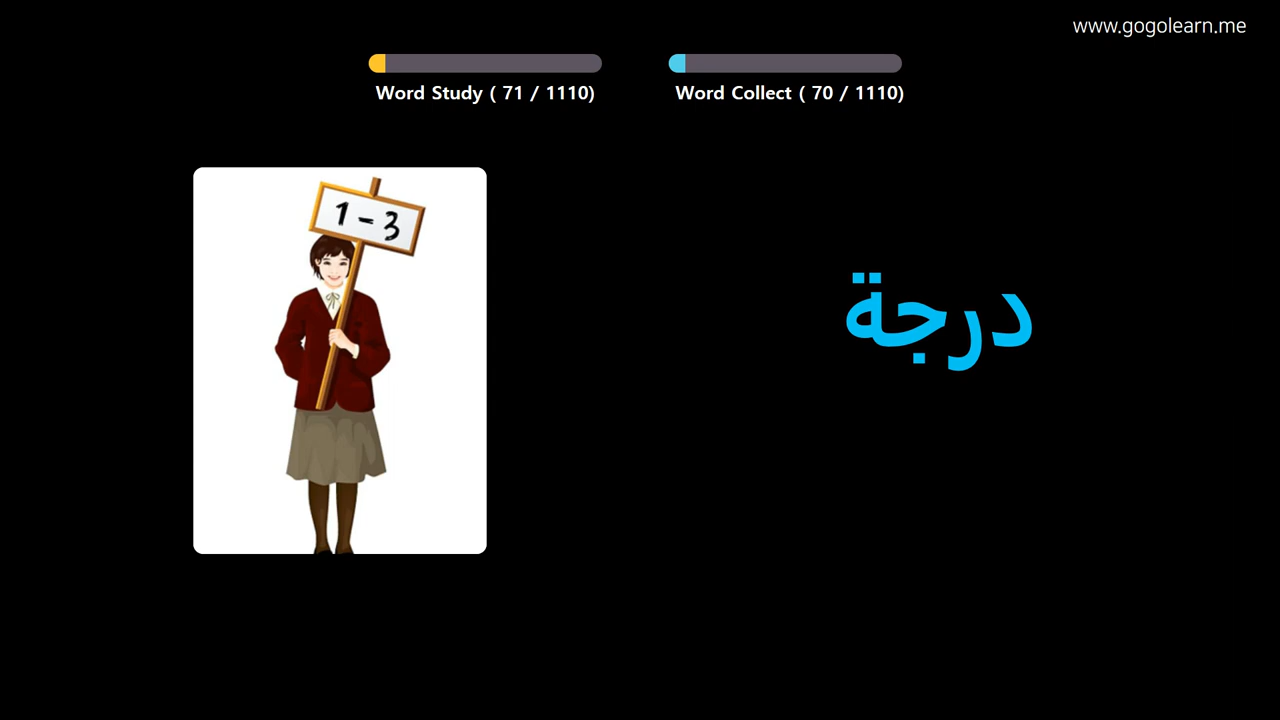 www.gogolearn.me
Word Study ( 71 / 1110)
Word Collect ( 70 / 1110)
1 - 3
درجة